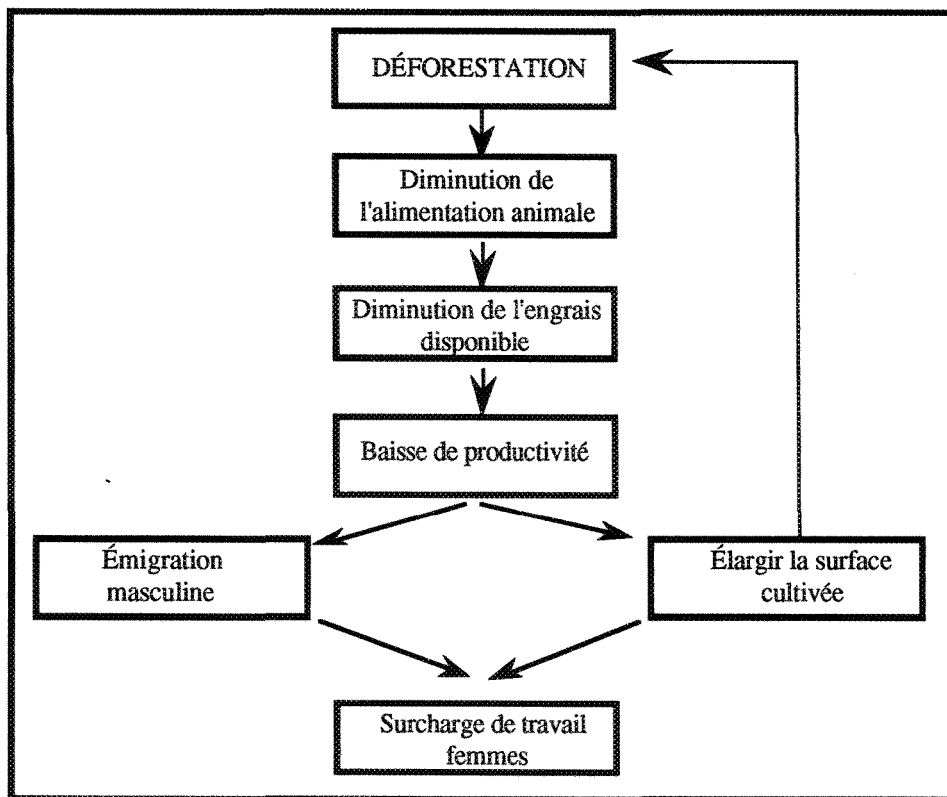 DÉFORESTATION
Diminution de
l'alimentation animale
Diminution de l'engrais
disponible
Baisse de productivité
Émigration
masculine
Élargir la surface
cultivée
Surcharge de travail
femmes